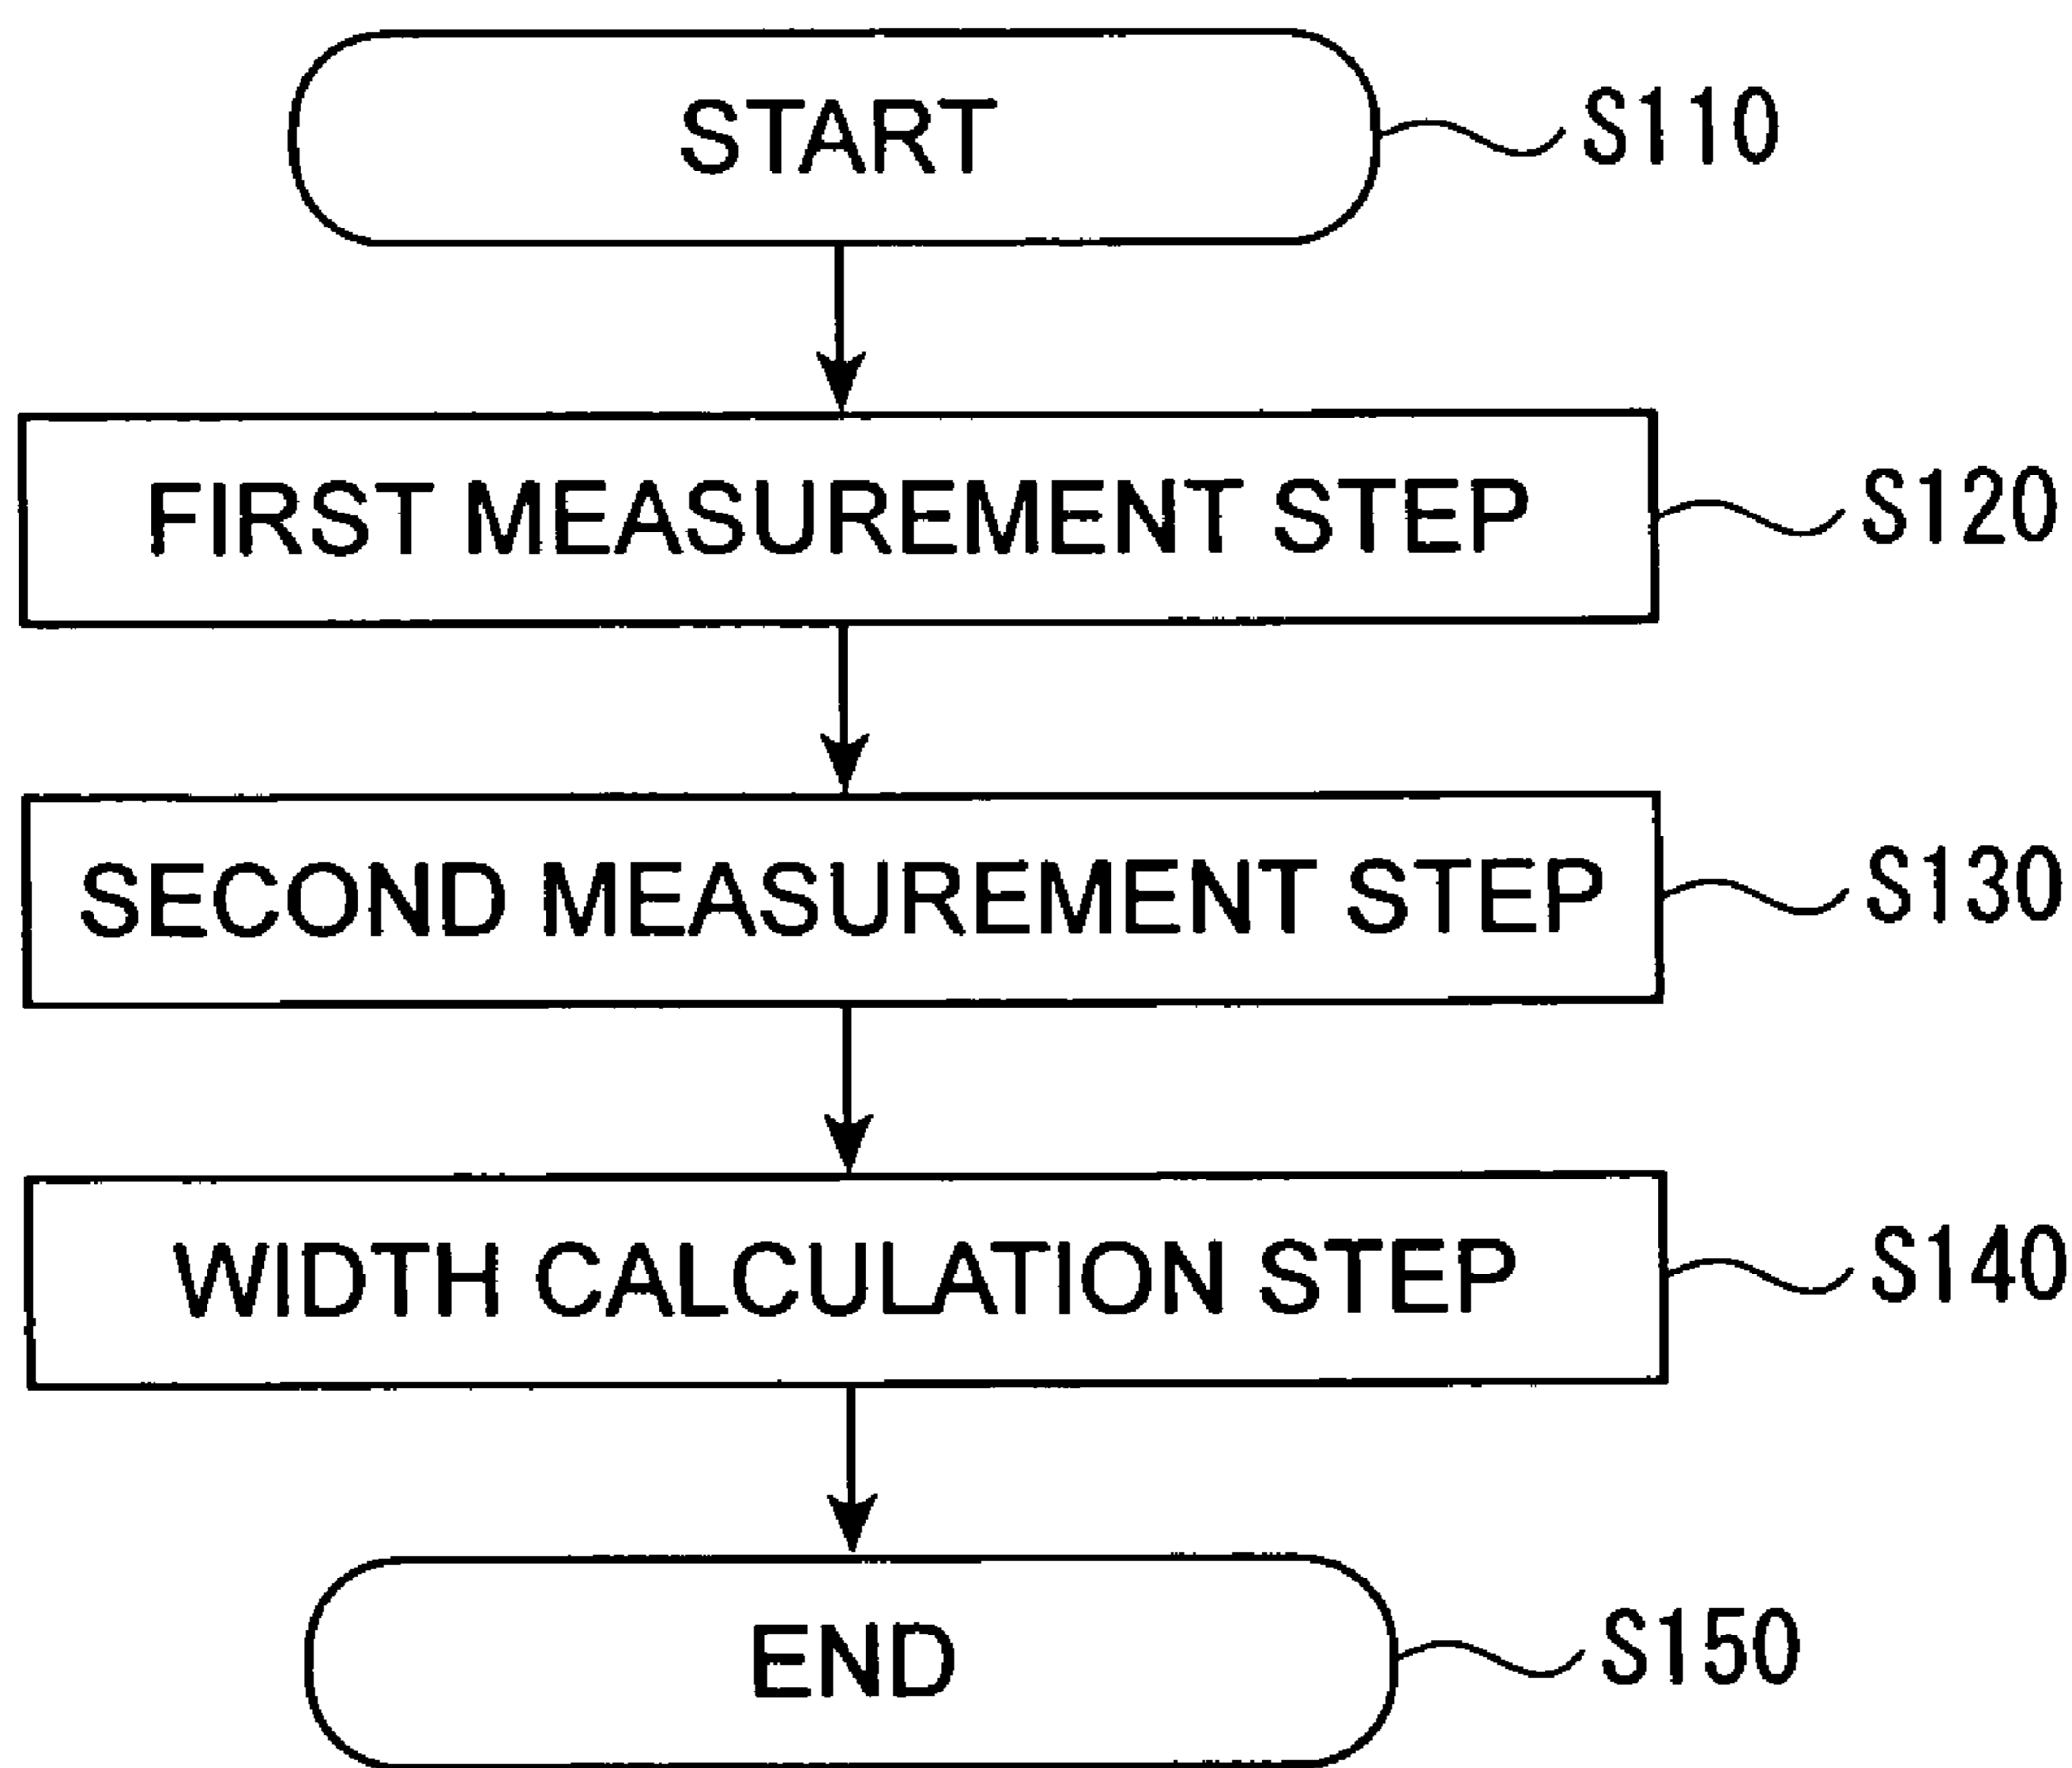 START
S110
FIRST MEASUREMENT STEP
S120
SECOND MEASUREMENT STEP
S130
WIDTH CALCULATION STEP
S140
END
S150